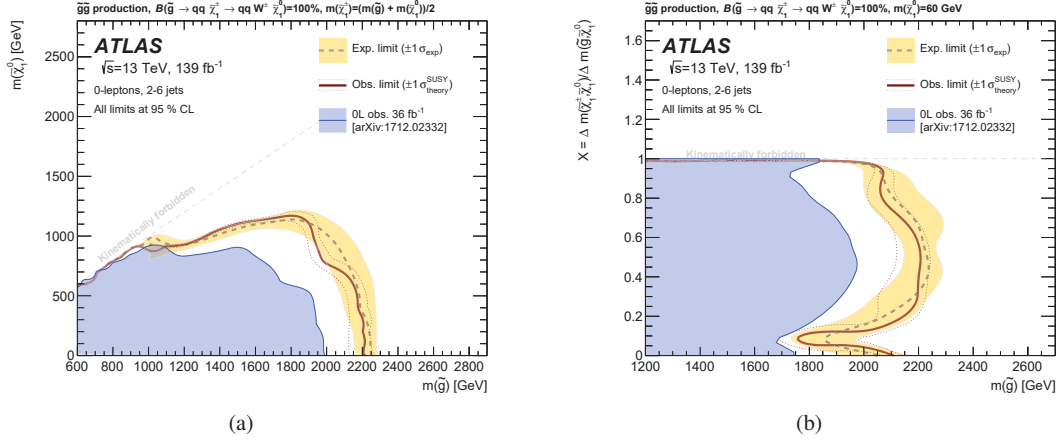 g̃g̃ production, B(g̃ → qq χ̃₁± → qq W± χ̃₁⁰)=100%, m(χ̃₁±)=(m(g̃) + m(χ̃₁⁰))/2
m(χ̃₁⁰) [GeV]
ATLAS
√s=13 TeV, 139 fb⁻¹
0-leptons, 2-6 jets
All limits at 95 % CL
Exp. limit (±1 σexp)
Obs. limit (±1 σ SUSY theory)
0L obs. 36 fb⁻¹
[arXiv:1712.02332]
Kinematically forbidden
2500
2000
1500
1000
500
0
600 800 1000 1200 1400 1600 1800 2000 2200 2400 2600 2800
m(g̃) [GeV]
(a)
g̃g̃ production, B(g̃ → qq χ̃₁± → qq W± χ̃₁⁰)=100%, m(χ̃₁⁰)=60 GeV
X = Δ m(χ̃₁±,χ̃₁⁰)/Δ m(g̃,χ̃₁⁰)
ATLAS
√s=13 TeV, 139 fb⁻¹
0-leptons, 2-6 jets
All limits at 95 % CL
Exp. limit (±1 σexp)
Obs. limit (±1 σ SUSY theory)
0L obs. 36 fb⁻¹
[arXiv:1712.02332]
Kinematically forbidden
1.6
1.4
1.2
1
0.8
0.6
0.4
0.2
0
1200 1400 1600 1800 2000 2200 2400 2600
m(g̃) [GeV]
(b)